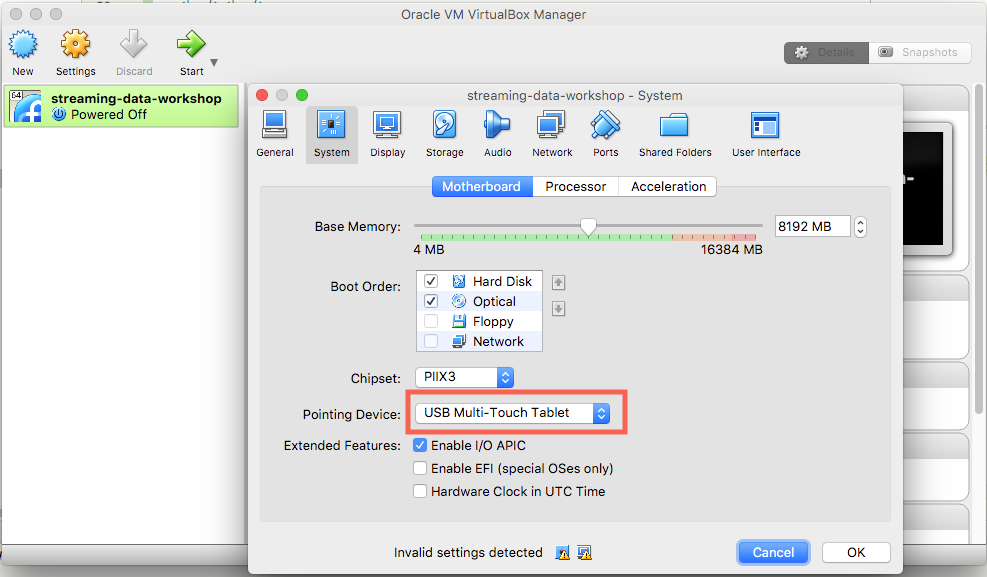 Oracle VM VirtualBox Manager
New
Settings
Discard
Start
Details
Snapshots
64
streaming-data-workshop
Powered Off
streaming-data-workshop - System
General
System
Display
Storage
Audio
Network
Ports
Shared Folders
User Interface
Motherboard
Processor
Acceleration
Base Memory:
8192 MB
4 MB
16384 MB
Boot Order:
Hard Disk
Optical
Floppy
Network
Chipset:
PIIX3
Pointing Device:
USB Multi-Touch Tablet
Extended Features:
Enable I/O APIC
Enable EFI (special OSes only)
Hardware Clock in UTC Time
Invalid settings detected
Cancel
OK